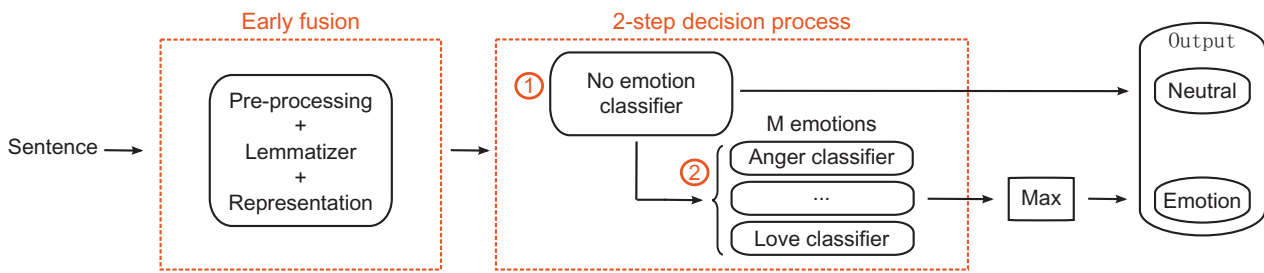 Early fusion
2-step decision process
Sentence
Pre-processing
+
Lemmatizer
+
Representation
1
No emotion
classifier
2
M emotions
Anger classifier
...
Love classifier
Max
Output
Neutral
Emotion